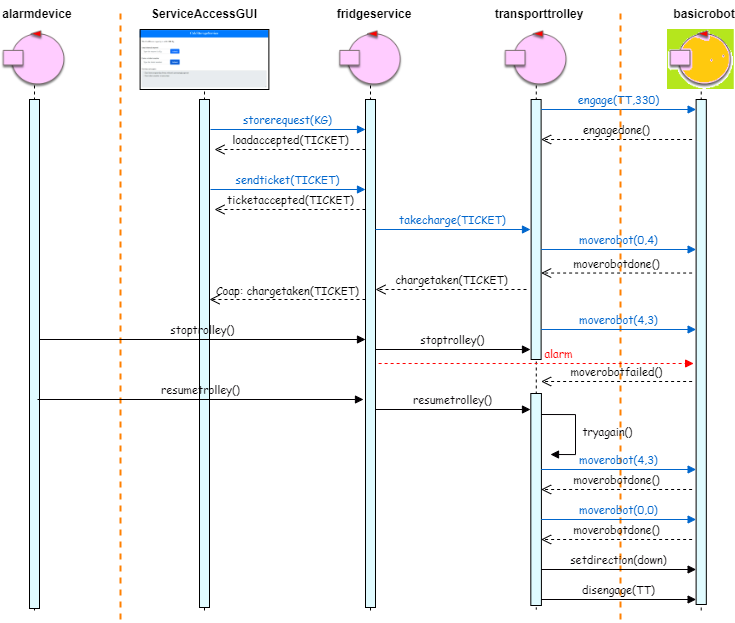 alarmdevice ServiceAccessGUI fridgeservice transporttrolley basicrobot
engage(TT,330)
storerequest(KG)
engagedone()
loadaccepted(TICKET)
sendticket(TICKET)
ticketaccepted(TICKET)
takecharge(TICKET)
moverobot(0,4)
moverobotdone()
chargetaken(TICKET)
Coap: chargetaken(TICKET)
moverobot(4,3)
stoptrolley()
stoptrolley()
alarm
moverobotfailed()
resumetrolley()
resumetrolley()
tryagain()
moverobot(4,3)
moverobotdone()
moverobot(0,0)
moverobotdone()
setdirection(down)
disengage(TT)